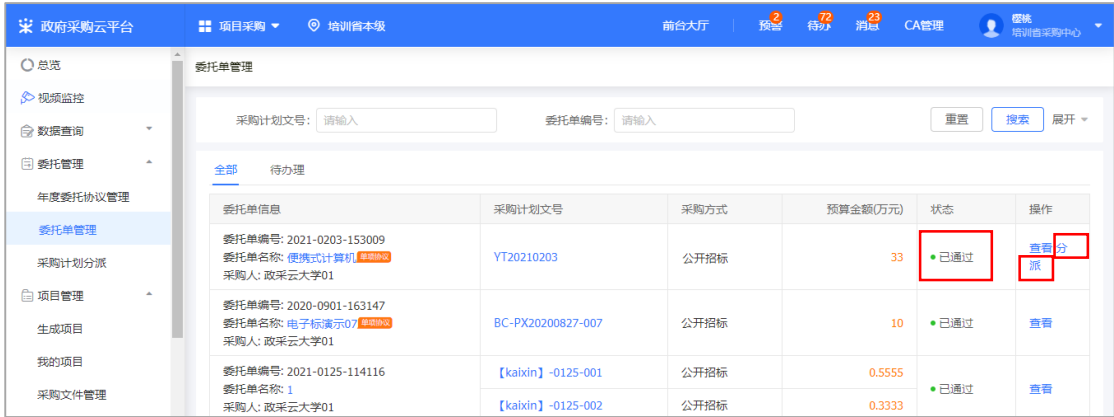 政府采购云平台
项目采购
培训省本级
前台大厅
预警
2
待办
72
消息
23
CA管理
樱桃
培训省采购中心
总览
视频监控
数据查询
委托管理
年度委托协议管理
委托单管理
采购计划分派
项目管理
生成项目
我的项目
采购文件管理
委托单管理
采购计划文号: 请输入
委托单编号: 请输入
重置
搜索
展开
全部
待办理
委托单信息
采购计划文号
采购方式
预算金额(万元)
状态
操作
委托单编号: 2021-0203-153009
委托单名称: 便携式计算机 单项协议
采购人: 政采云大学01
YT20210203
公开招标
33
已通过
查看 分
派
委托单编号: 2020-0901-163147
委托单名称: 电子标演示07 单项协议
采购人: 政采云大学01
BC-PX20200827-007
公开招标
10
已通过
查看
委托单编号: 2021-0125-114116
委托单名称: 1
采购人: 政采云大学01
【kaixin】-0125-001
公开招标
0.5555
【kaixin】-0125-002
公开招标
0.3333
已通过
查看